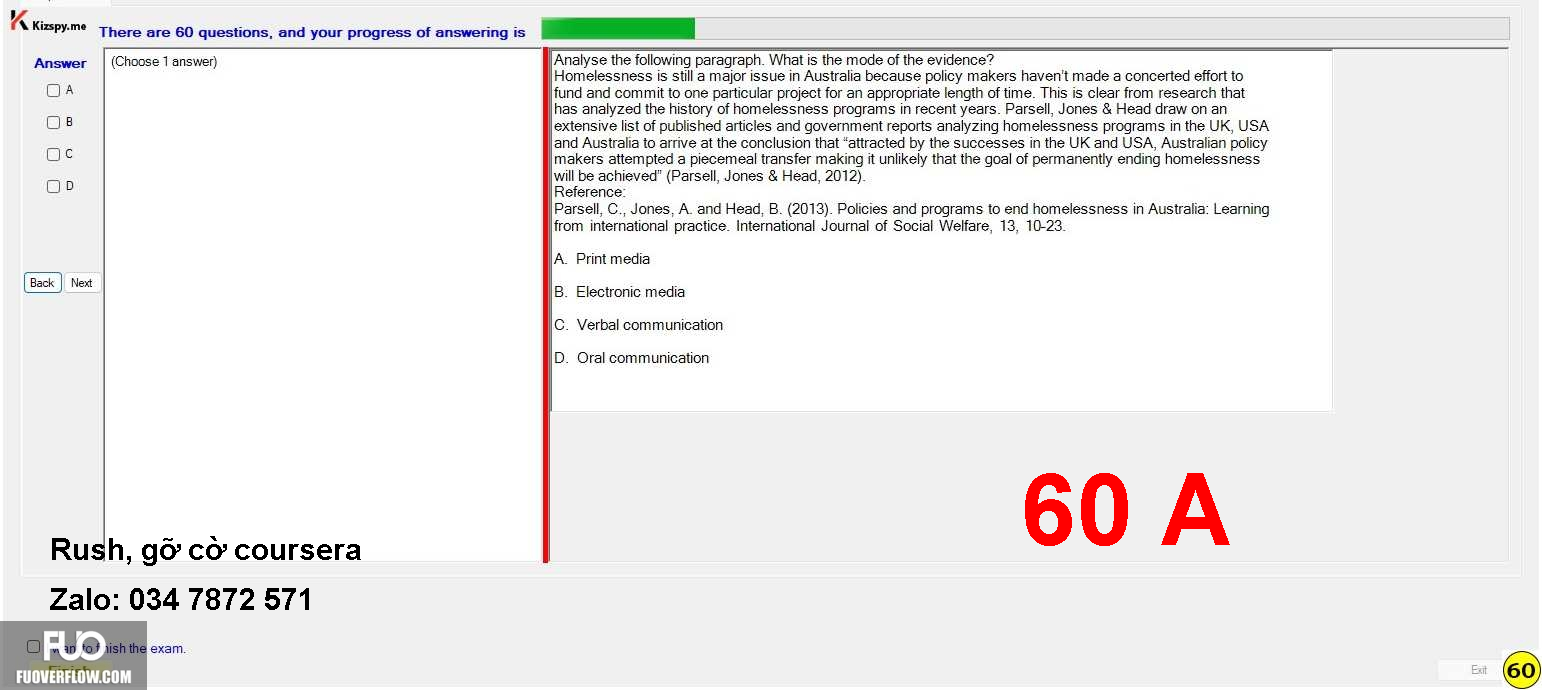 Kizspy.me
There are 60 questions, and your progress of answering is
Answer
A
B
C
D
Back Next
(Choose 1 answer)
Analyse the following paragraph. What is the mode of the evidence?
Homelessness is still a major issue in Australia because policy makers haven't made a concerted effort to
fund and commit to one particular project for an appropriate length of time. This is clear from research that
has analyzed the history of homelessness programs in recent years. Parsell, Jones & Head draw on an
extensive list of published articles and government reports analyzing homelessness programs in the UK, USA
and Australia to arrive at the conclusion that “attracted by the successes in the UK and USA, Australian policy
makers attempted a piecemeal transfer making it unlikely that the goal of permanently ending homelessness
will be achieved” (Parsell, Jones & Head, 2012).
Reference:
Parsell, C., Jones, A. and Head, B. (2013). Policies and programs to end homelessness in Australia: Learning
from international practice. International Journal of Social Welfare, 13, 10-23.
A. Print media
B. Electronic media
C. Verbal communication
D. Oral communication
60 A
Rush, gỡ cờ coursera
Zalo: 034 7872 571
FUO
FUOVERFLOW.COM
want to finish the exam.
Finish
Exit
60